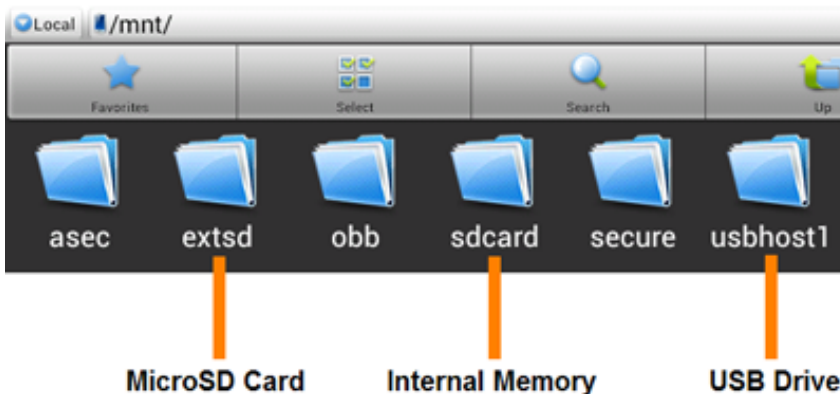 Local /mnt/
Favorites Select Search Up
asec extsd obb sdcard secure usbhost1
MicroSD Card Internal Memory USB Drive